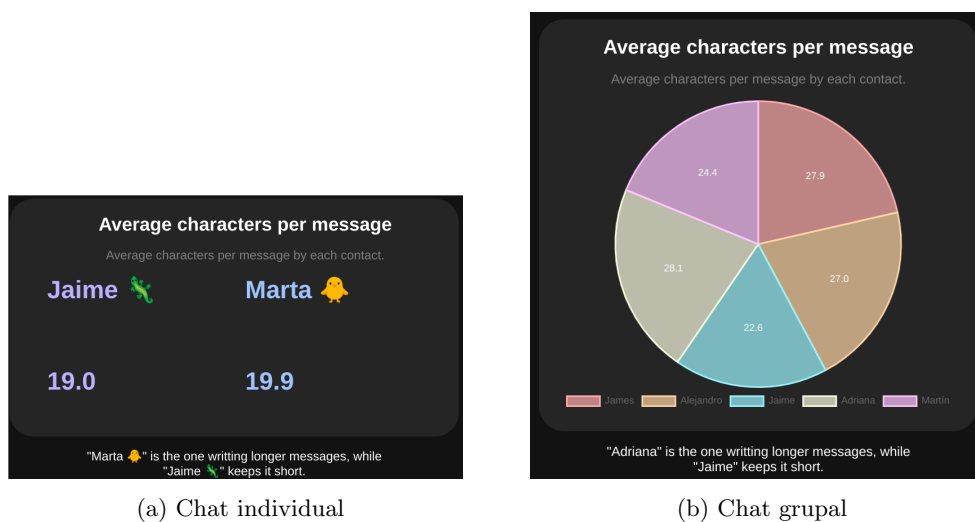 Average characters per message
Average characters per message by each contact.
Jaime 🦎 Marta 🐥
19.0 19.9
"Marta 🐥" is the one writting longer messages, while
"Jaime 🦎" keeps it short.
(a) Chat individual
Average characters per message
Average characters per message by each contact.
24.4 27.9
28.1 27.0
22.6
James Alejandro Jaime Adriana Martín
"Adriana" is the one writting longer messages, while
"Jaime" keeps it short.
(b) Chat grupal